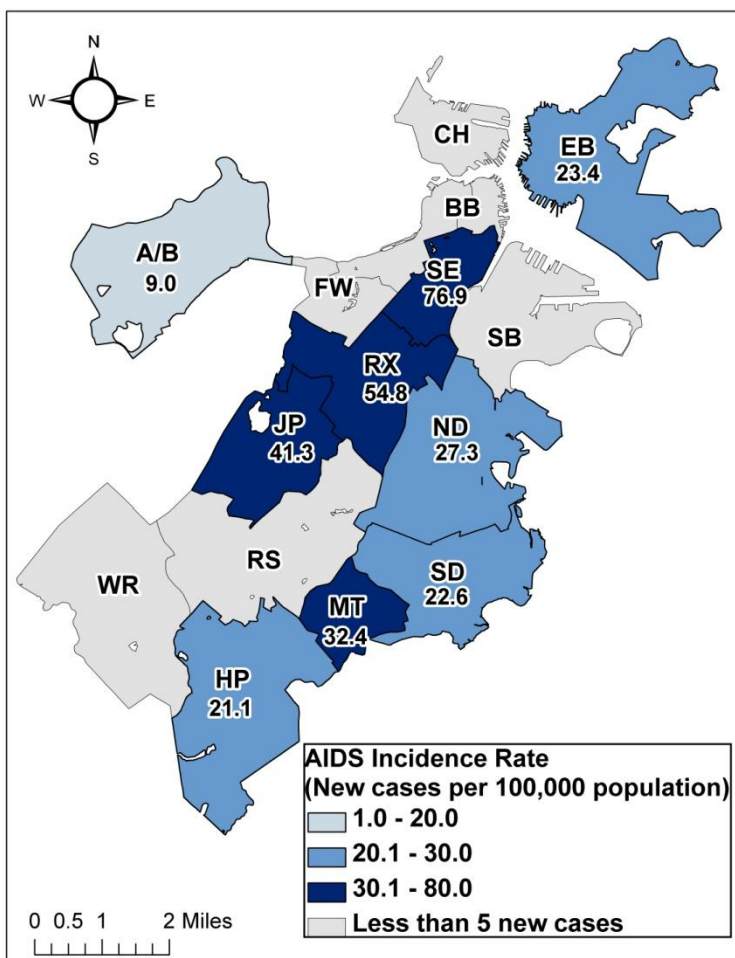 N
W E
S
CH
EB
23.4
BB
A/B
9.0
SE
76.9
FW
SB
RX
54.8
JP
41.3
ND
27.3
RS
WR
SD
22.6
MT
32.4
HP
21.1
AIDS Incidence Rate
(New cases per 100,000 population)
1.0 - 20.0
20.1 - 30.0
30.1 - 80.0
Less than 5 new cases
0 0.5 1 2 Miles